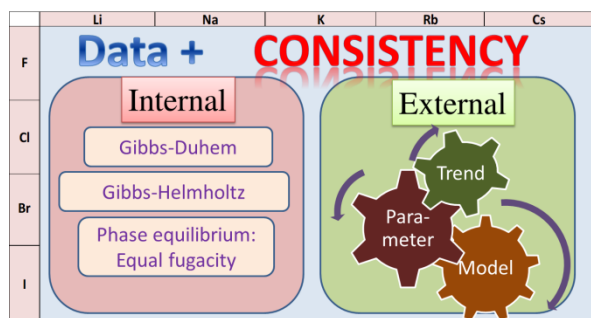 Li Na K Rb Cs
F
Cl
Br
I
Data + CONSISTENCY
Internal
Gibbs-Duhem
Gibbs-Helmholtz
Phase equilibrium:
Equal fugacity
External
Trend
Para-
meter
Model